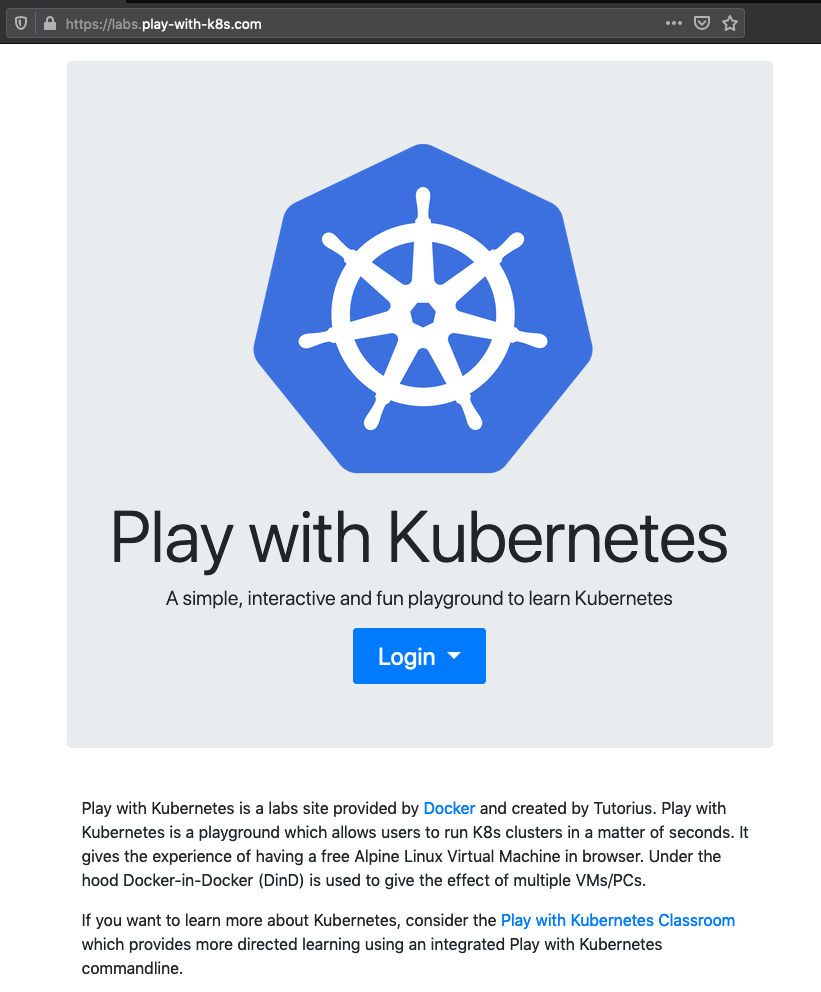 https://labs.play-with-k8s.com
Play with Kubernetes
A simple, interactive and fun playground to learn Kubernetes
Login
Play with Kubernetes is a labs site provided by Docker and created by Tutorius. Play with
Kubernetes is a playground which allows users to run K8s clusters in a matter of seconds. It
gives the experience of having a free Alpine Linux Virtual Machine in browser. Under the
hood Docker-in-Docker (DinD) is used to give the effect of multiple VMs/PCs.
If you want to learn more about Kubernetes, consider the Play with Kubernetes Classroom
which provides more directed learning using an integrated Play with Kubernetes
commandline.